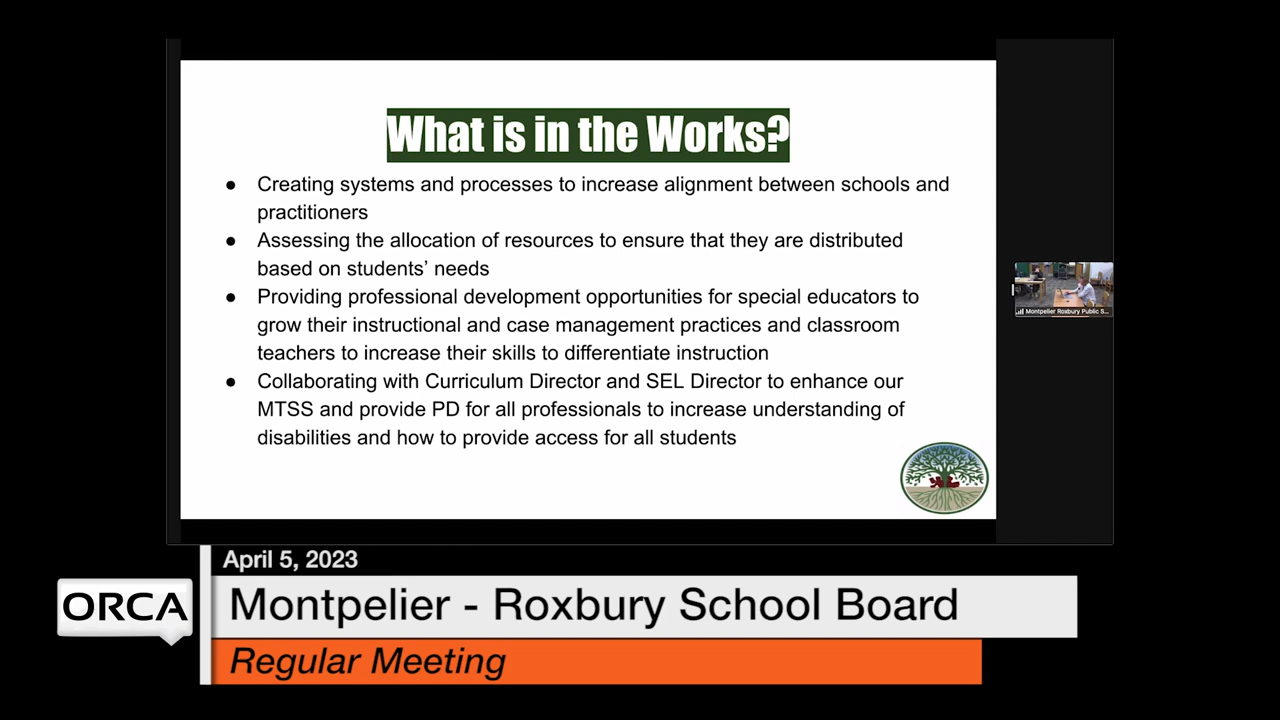 What is in the Works?
● Creating systems and processes to increase alignment between schools and
practitioners
● Assessing the allocation of resources to ensure that they are distributed
based on students’ needs
● Providing professional development opportunities for special educators to
grow their instructional and case management practices and classroom
teachers to increase their skills to differentiate instruction
● Collaborating with Curriculum Director and SEL Director to enhance our
MTSS and provide PD for all professionals to increase understanding of
disabilities and how to provide access for all students
Montpelier Roxbury Public S...
April 5, 2023
ORCA
Montpelier - Roxbury School Board
Regular Meeting